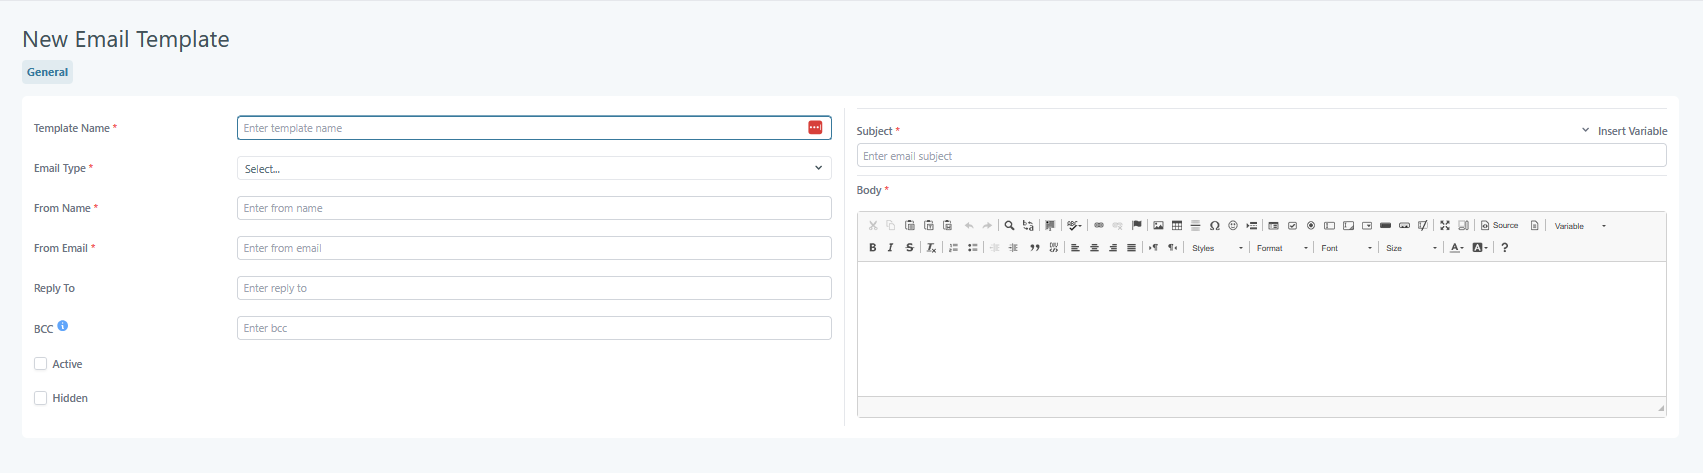 New Email Template
General
Template Name *
Enter template name
Email Type *
Select...
From Name *
Enter from name
From Email *
Enter from email
Reply To
Enter reply to
BCC
Enter bcc
Active
Hidden
Subject *
Insert Variable
Enter email subject
Body *
Source
Variable
Styles
Format
Font
Size